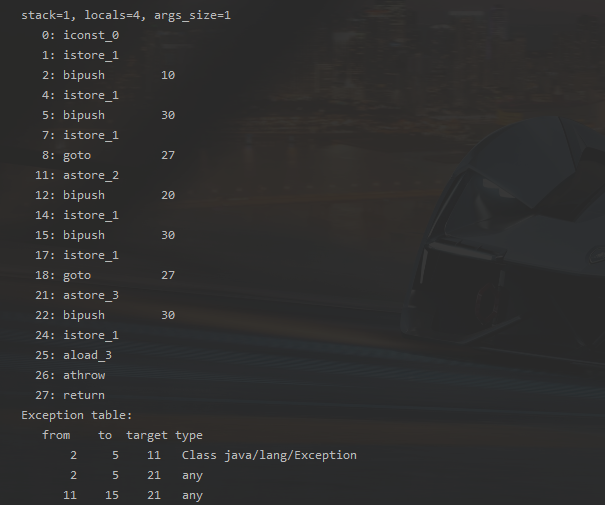 stack=1, locals=4, args_size=1
0: iconst_0
1: istore_1
2: bipush 10
4: istore_1
5: bipush 30
7: istore_1
8: goto 27
11: astore_2
12: bipush 20
14: istore_1
15: bipush 30
17: istore_1
18: goto 27
21: astore_3
22: bipush 30
24: istore_1
25: aload_3
26: athrow
27: return
Exception table:
from to target type
2 5 11 Class java/lang/Exception
2 5 21 any
11 15 21 any